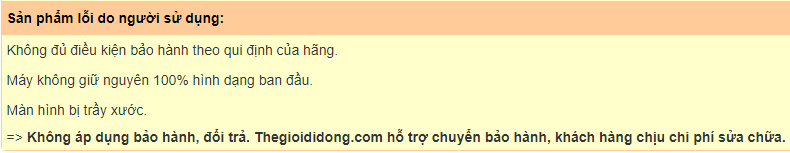 Sản phẩm lỗi do người sử dụng:
Không đủ điều kiện bảo hành theo qui định của hãng.
Máy không giữ nguyên 100% hình dạng ban đầu.
Màn hình bị trầy xước.
=> Không áp dụng bảo hành, đổi trả. Thegioididong.com hỗ trợ chuyển bảo hành, khách hàng chịu chi phí sửa chữa.